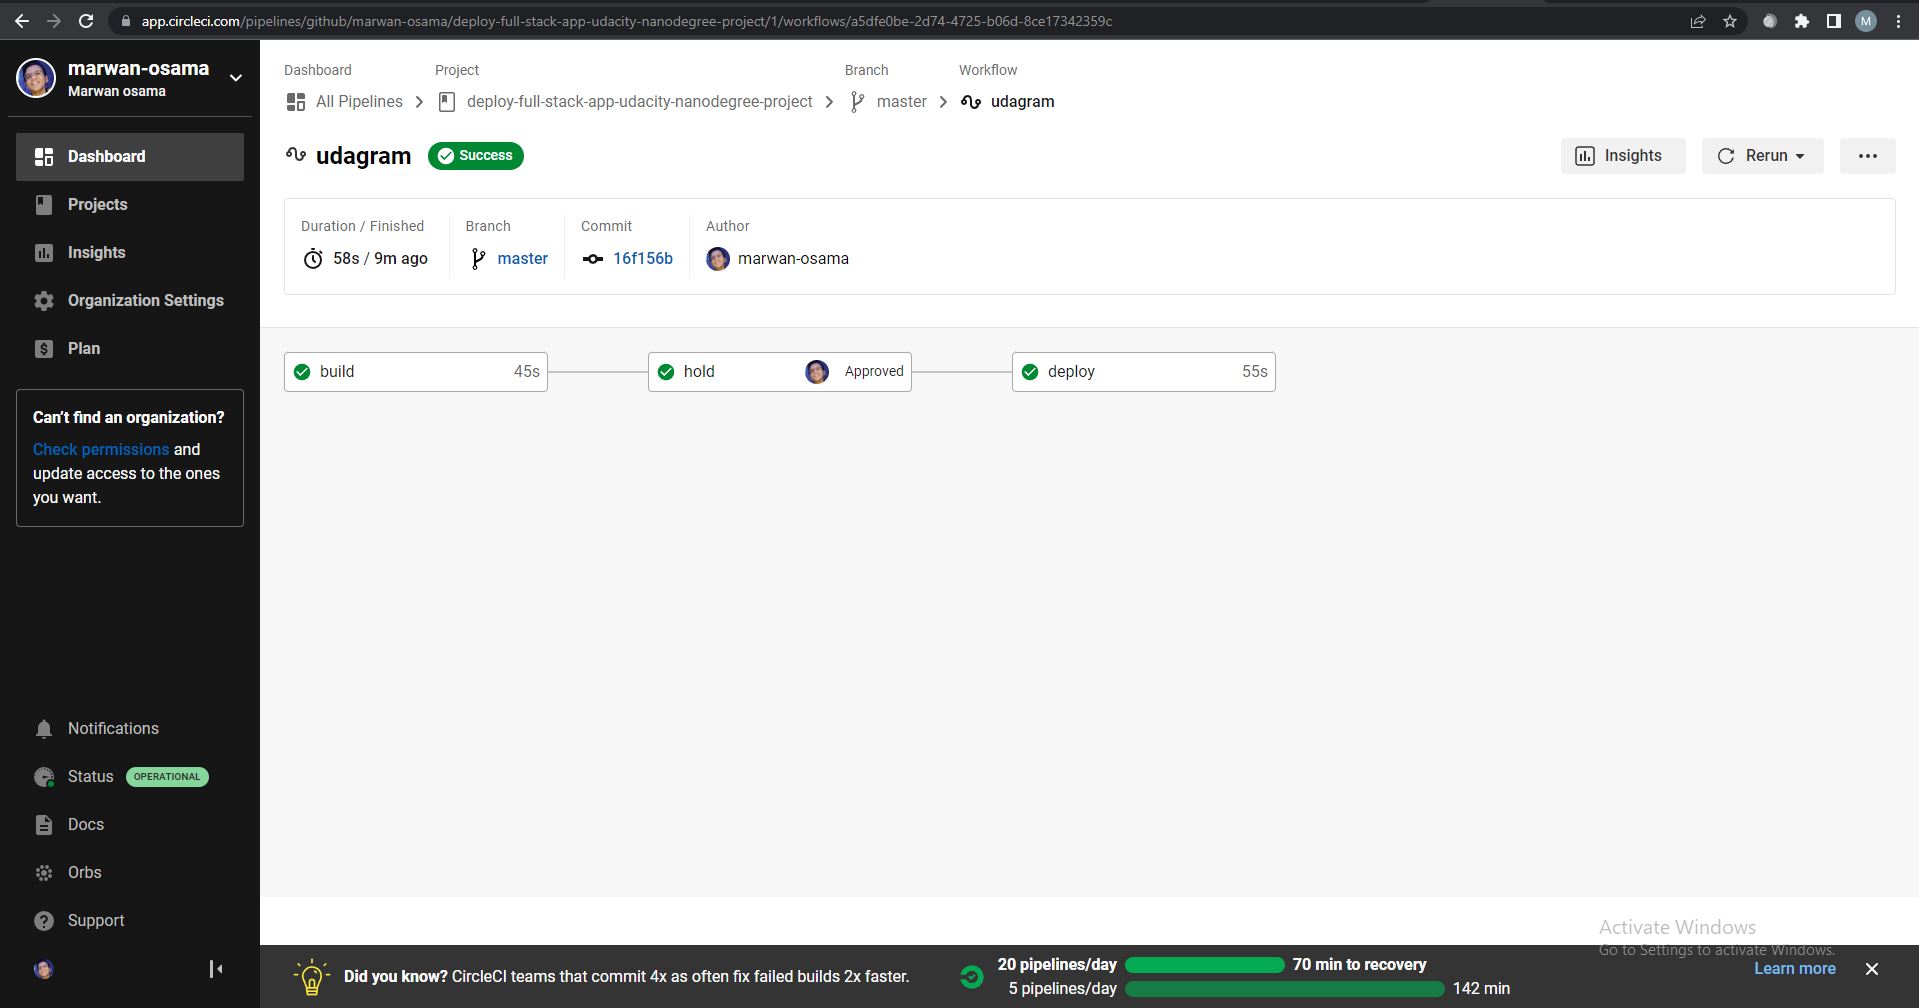 app.circleci.com/pipelines/github/marwan-osama/deploy-full-stack-app-udacity-nanodegree-project/1/workflows/a5dfe0be-2d74-4725-b06d-8ce17342359c
M
marwan-osama
Marwan osama
Dashboard
Projects
Insights
Organization Settings
Plan
Can't find an organization?
Check permissions and
update access to the ones
you want.
Notifications
Status OPERATIONAL
Docs
Orbs
Support
Dashboard Project Branch Workflow
All Pipelines deploy-full-stack-app-udacity-nanodegree-project master udagram
udagram Success
Insights Rerun
Duration / Finished Branch Commit Author
58s / 9m ago master 16f156b marwan-osama
build 45s hold Approved deploy 55s
Activate Windows
Go to Settings to activate Windows.
Did you know? CircleCI teams that commit 4x as often fix failed builds 2x faster.
20 pipelines/day 70 min to recovery
5 pipelines/day 142 min
Learn more